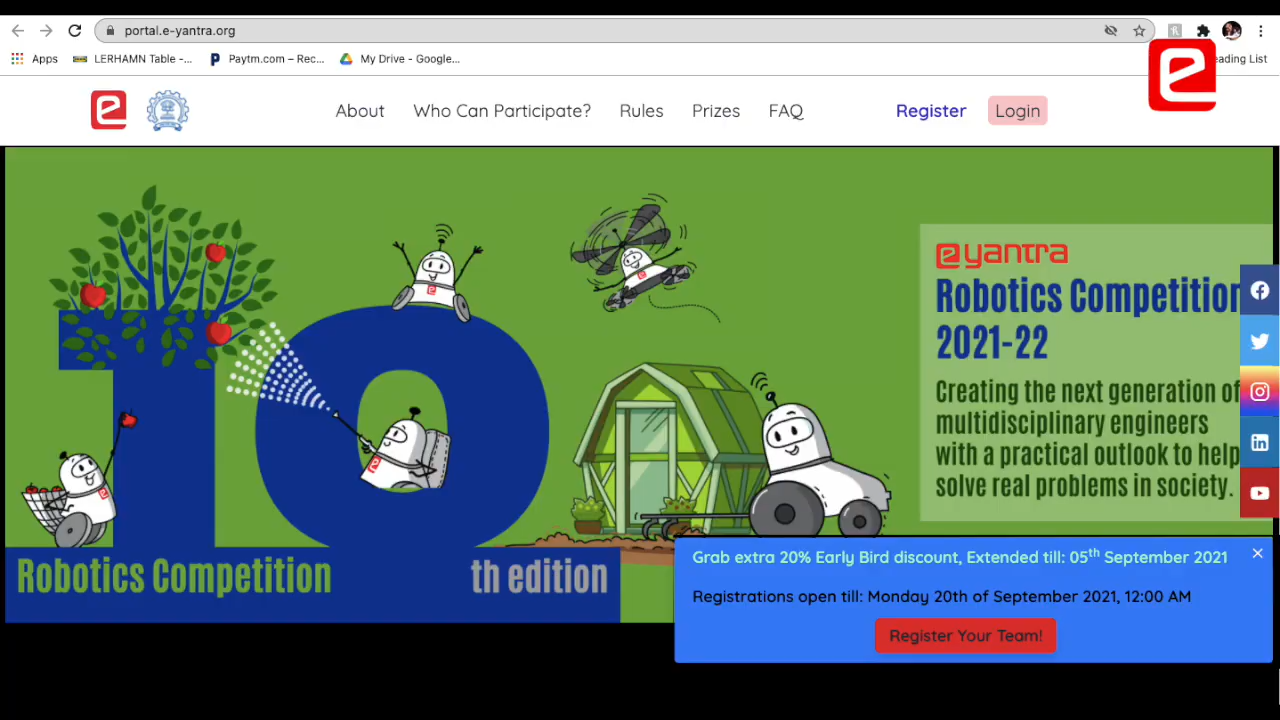 portal.e-yantra.org
Apps LERHAMN Table -... Paytm.com – Rec... My Drive - Google... eading List
About Who Can Participate? Rules Prizes FAQ Register Login
e yantra
Robotics Competition
2021-22
Creating the next generation of
multidisciplinary engineers
with a practical outlook to help
solve real problems in society.
10
Robotics Competition th edition
Grab extra 20% Early Bird discount, Extended till: 05th September 2021
Registrations open till: Monday 20th of September 2021, 12:00 AM
Register Your Team!